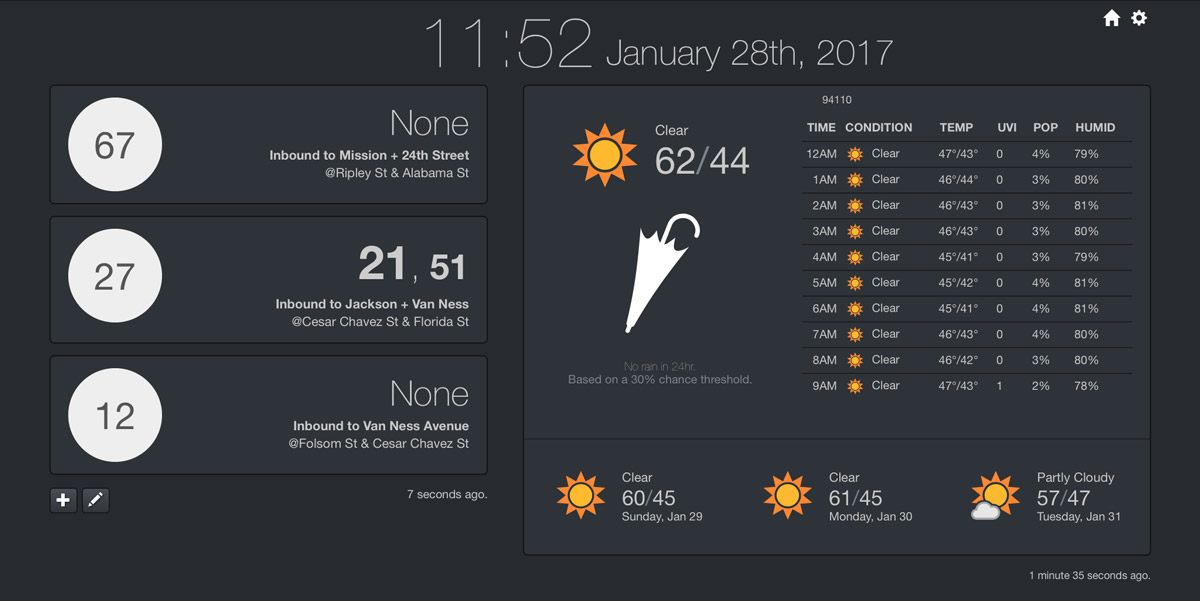 11:52 January 28th, 2017
67
None
Inbound to Mission + 24th Street
@Ripley St & Alabama St
27
21, 51
Inbound to Jackson + Van Ness
@Cesar Chavez St & Florida St
12
None
Inbound to Van Ness Avenue
@Folsom St & Cesar Chavez St
7 seconds ago.
94110
Clear
62/44
No rain in 24hr.
Based on a 30% chance threshold.
TIME CONDITION TEMP UVI POP HUMID
12AM Clear 47°/43° 0 4% 79%
1AM Clear 46°/44° 0 3% 80%
2AM Clear 46°/43° 0 3% 81%
3AM Clear 46°/43° 0 3% 80%
4AM Clear 45°/41° 0 3% 79%
5AM Clear 45°/42° 0 4% 81%
6AM Clear 45°/41° 0 4% 81%
7AM Clear 46°/43° 0 4% 80%
8AM Clear 46°/42° 0 3% 80%
9AM Clear 47°/43° 1 2% 78%
Clear
60/45
Sunday, Jan 29
Clear
61/45
Monday, Jan 30
Partly Cloudy
57/47
Tuesday, Jan 31
1 minute 35 seconds ago.